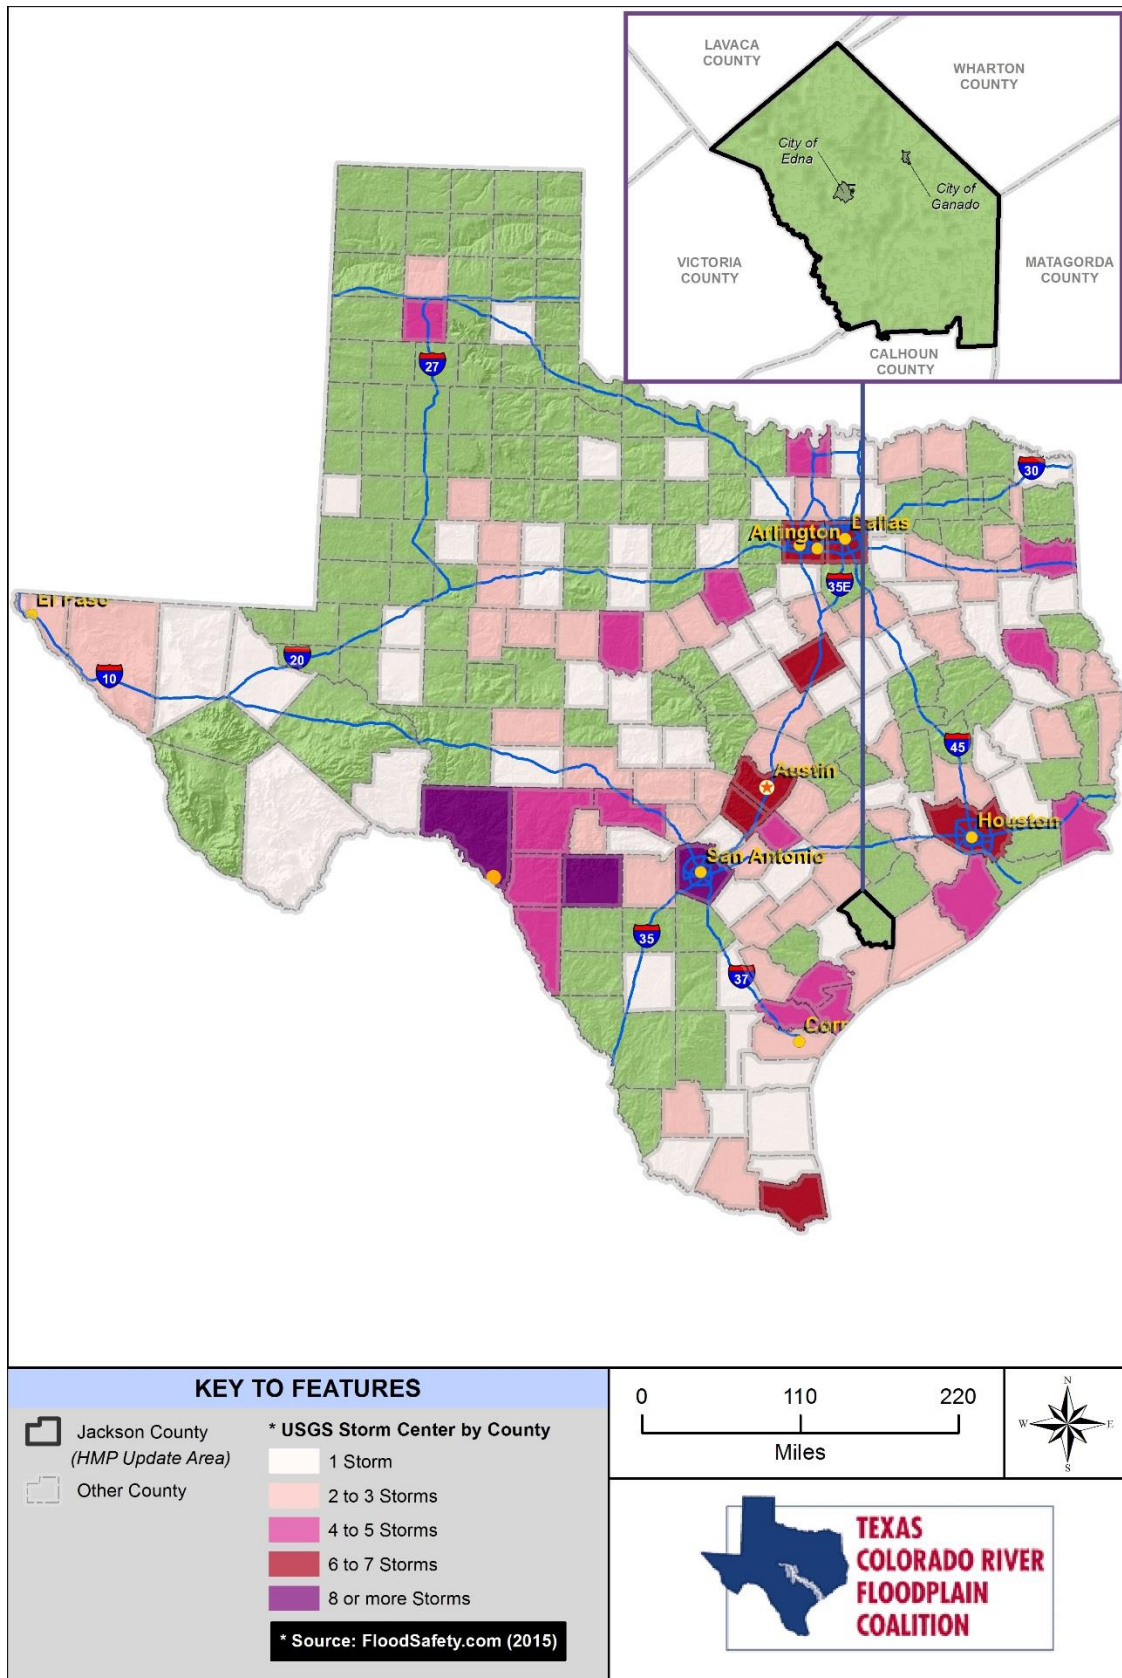 LAVACA
COUNTY
WHARTON
COUNTY
City of
Edna
City of
Ganado
VICTORIA
COUNTY
MATAGORDA
COUNTY
CALHOUN
COUNTY
27
30
Arlington
Dallas
35E
El Paso
20
10
45
Austin
Houston
San Antonio
35
37
KEY TO FEATURES
Jackson County
(HMP Update Area)
Other County
* USGS Storm Center by County
1 Storm
2 to 3 Storms
4 to 5 Storms
6 to 7 Storms
8 or more Storms
* Source: FloodSafety.com (2015)
0 110 220
Miles
N
W E
S
TEXAS
COLORADO RIVER
FLOODPLAIN
COALITION